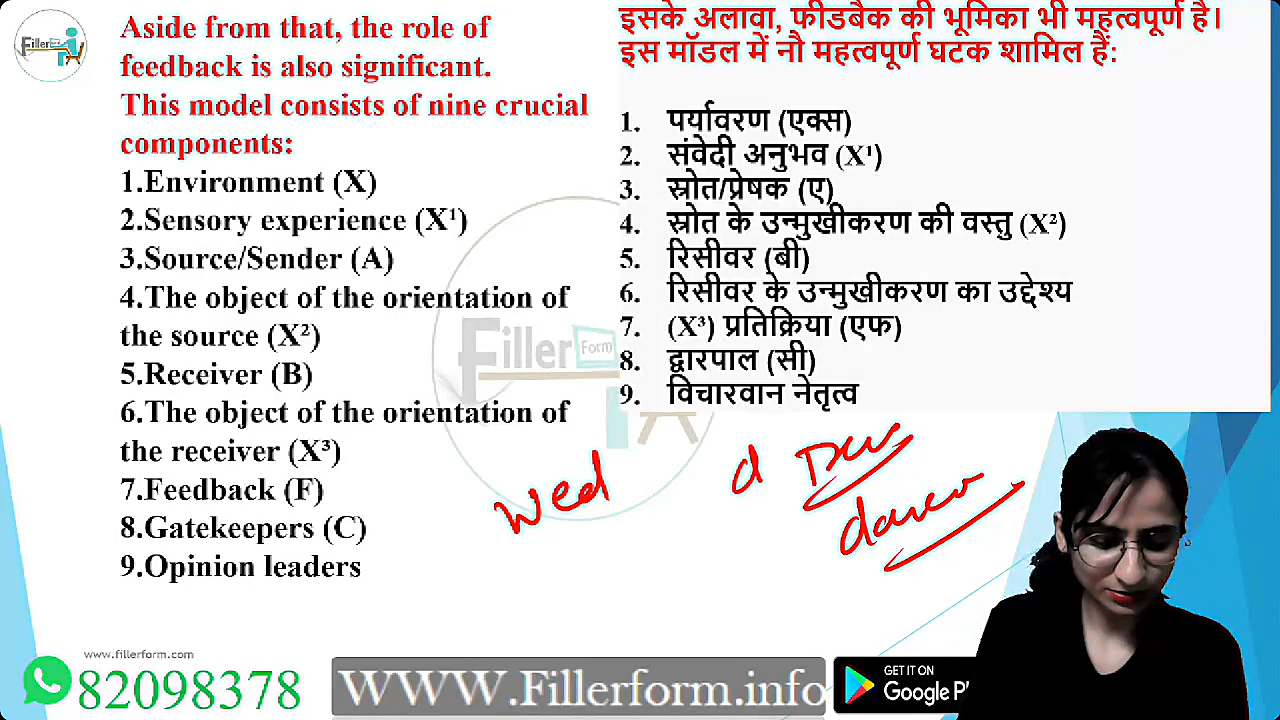 Aside from that, the role of
feedback is also significant.
This model consists of nine crucial
components:
1.Environment (X)
2.Sensory experience (X¹)
3.Source/Sender (A)
4.The object of the orientation of
the source (X²)
5.Receiver (B)
6.The object of the orientation of
the receiver (X³)
7.Feedback (F)
8.Gatekeepers (C)
9.Opinion leaders
इसके अलावा, फीडबैक की भूमिका भी महत्वपूर्ण है।
इस मॉडल में नौ महत्वपूर्ण घटक शामिल हैं:
1. पर्यावरण (एक्स)
2. संवेदी अनुभव (X¹)
3. स्रोत/प्रेषक (ए)
4. स्रोत के उन्मुखीकरण की वस्तु (X²)
5. रिसीवर (बी)
6. रिसीवर के उन्मुखीकरण का उद्देश्य
7. (X³) प्रतिक्रिया (एफ)
8. द्वारपाल (सी)
9. विचारवान नेतृत्व
Filler
Form
wed
d
www.fillerform.com
82098378
WWW.Fillerform.info
GET IT ON
Google Pl